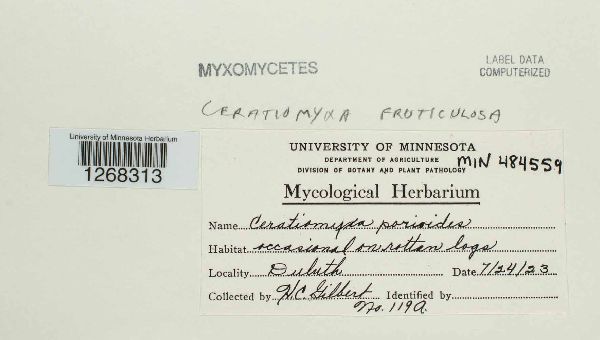 MYXOMYCETES
LABEL DATA
COMPUTERIZED
CERATIOMYXA FRUTICULOSA
University of Minnesota Herbarium
1268313
UNIVERSITY OF MINNESOTA
DEPARTMENT OF AGRICULTURE
DIVISION OF BOTANY AND PLANT PATHOLOGY
MIN 484559
Mycological Herbarium
Name Ceratiomyxa porioides
Habitat occasional on rotten logs
Locality Duluth Date 7/24/23
Collected by H.C. Gilbert Identified by
No. 119a.